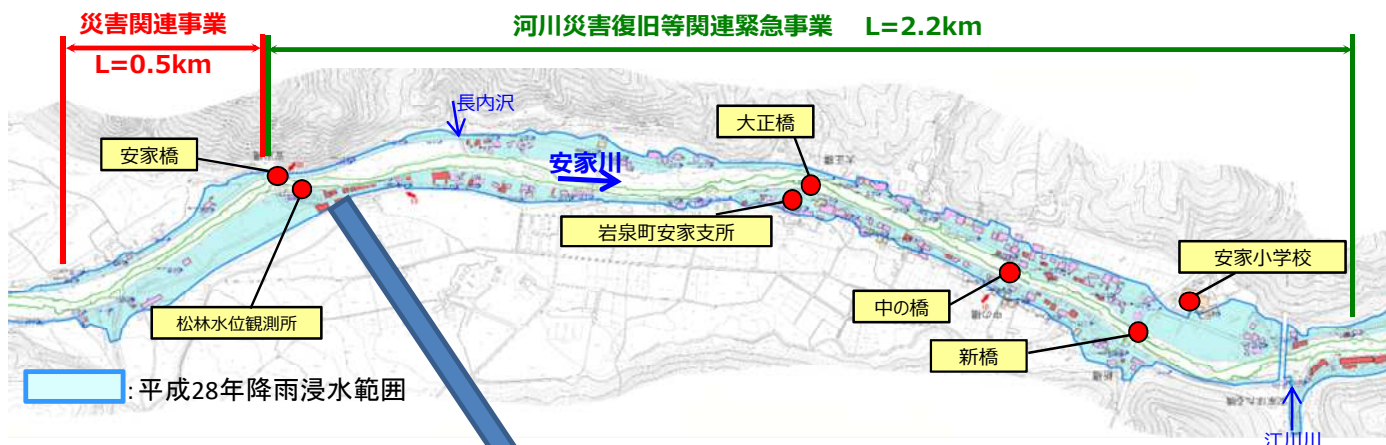 災害関連事業
L=0.5km
河川災害復旧等関連緊急事業 L=2.2km
長内沢
大正橋
安家橋
安家川
岩泉町安家支所
安家小学校
松林水位観測所
中の橋
新橋
:平成28年降雨浸水範囲
江川川